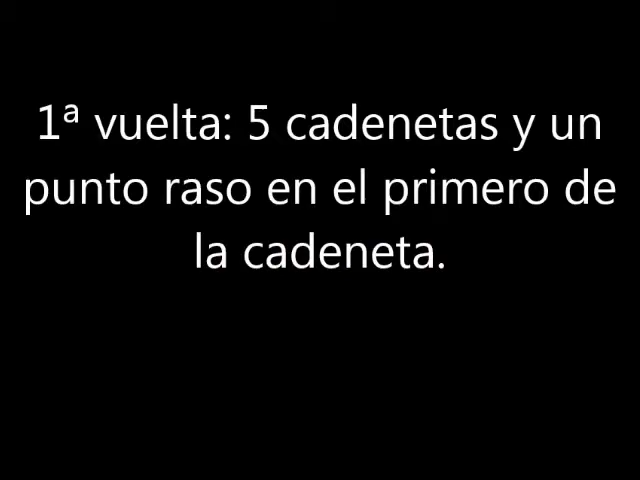 1ª vuelta: 5 cadenetas y un
punto raso en el primero de
la cadeneta.